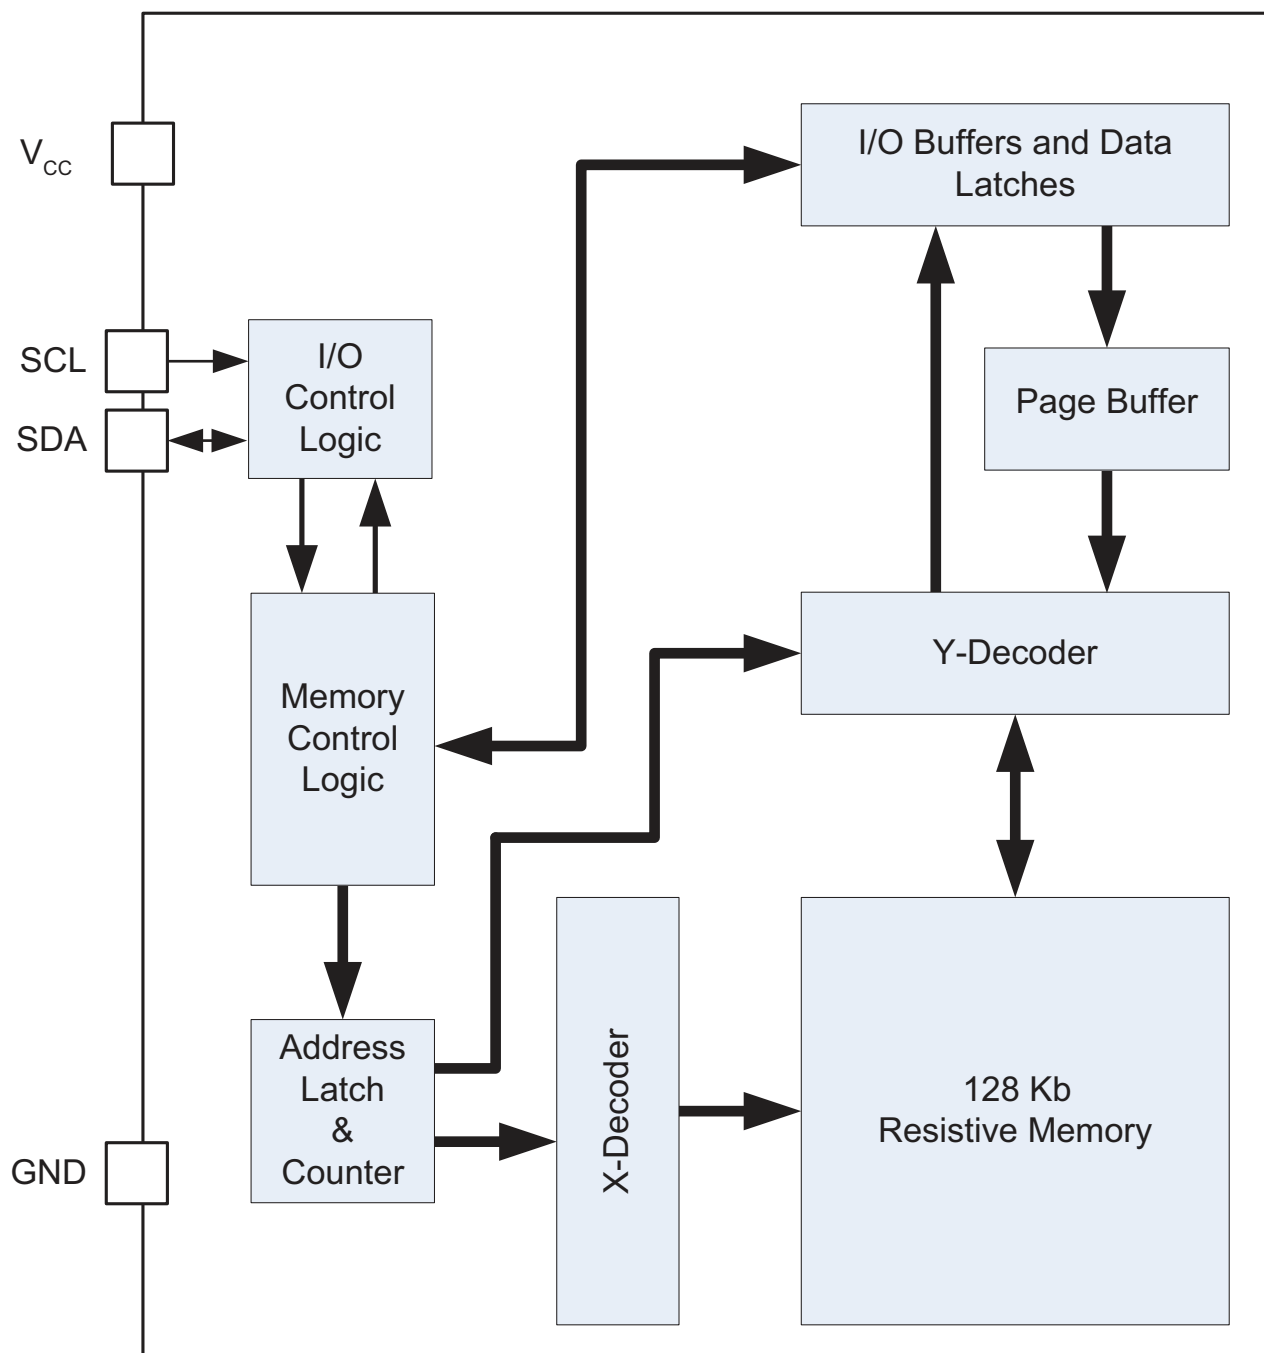 V_CC
I/O Buffers and Data
Latches
SCL
I/O
Control
Logic
SDA
Page Buffer
Y-Decoder
Memory
Control
Logic
Address
Latch
&
Counter
X-Decoder
128 Kb
Resistive Memory
GND